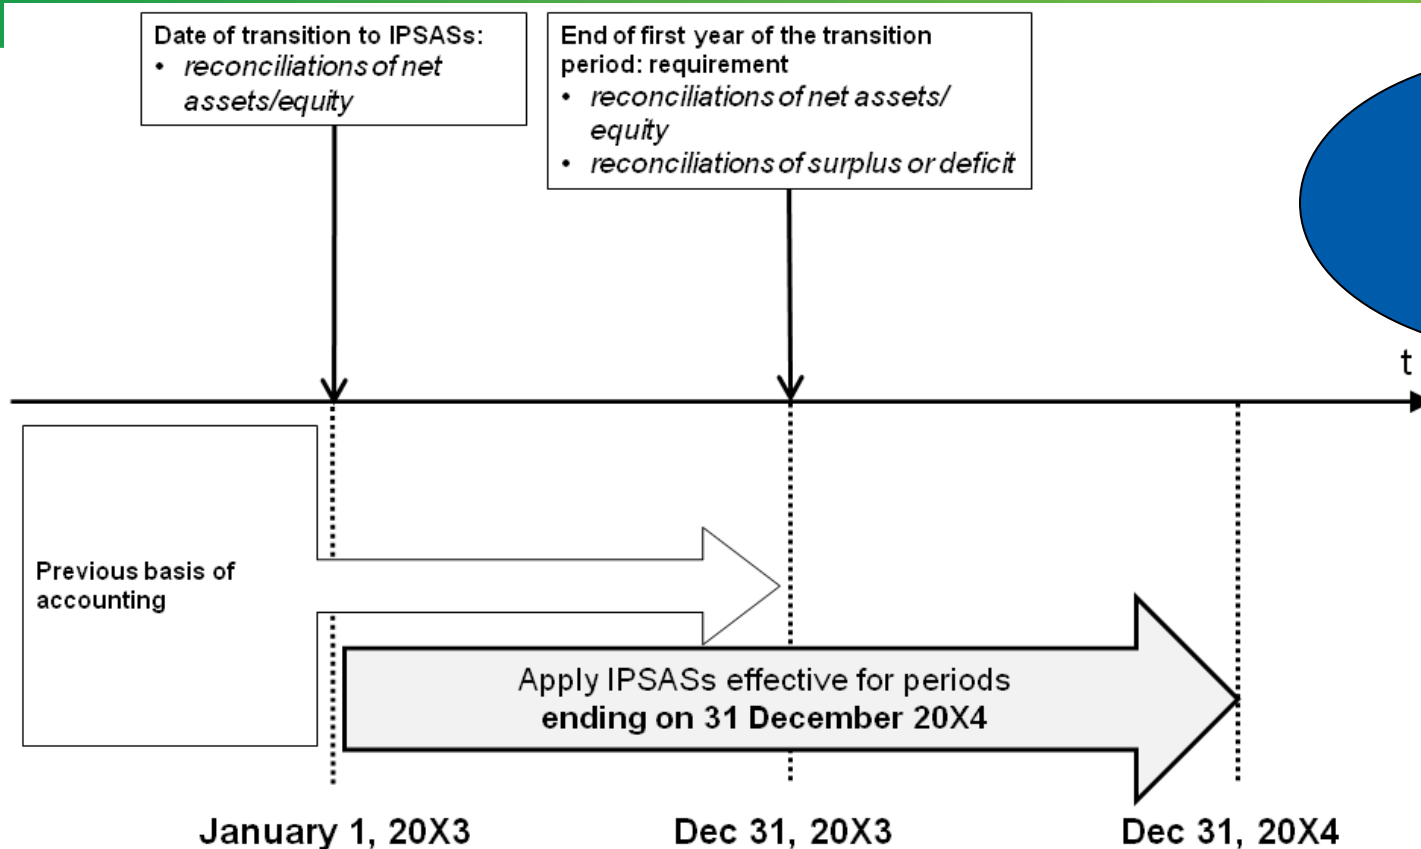 Date of transition to IPSASs:
• reconciliations of net
assets/equity
End of first year of the transition
period: requirement
• reconciliations of net assets/
equity
• reconciliations of surplus or deficit
t
Previous basis of
accounting
Apply IPSASs effective for periods
ending on 31 December 20X4
January 1, 20X3
Dec 31, 20X3
Dec 31, 20X4